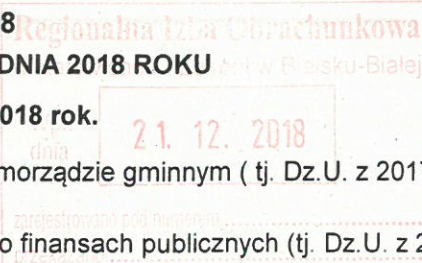 8
Regionalna Izba Obrachunkowa
DNIA 2018 ROKU
w Bielsku-Białej
018 rok.
dnia 21. 12. 2018
morządzie gminnym ( tj. Dz.U. z 2017
zarejestrowano pod numerem
o finansach publicznych (tj. Dz.U. z 2